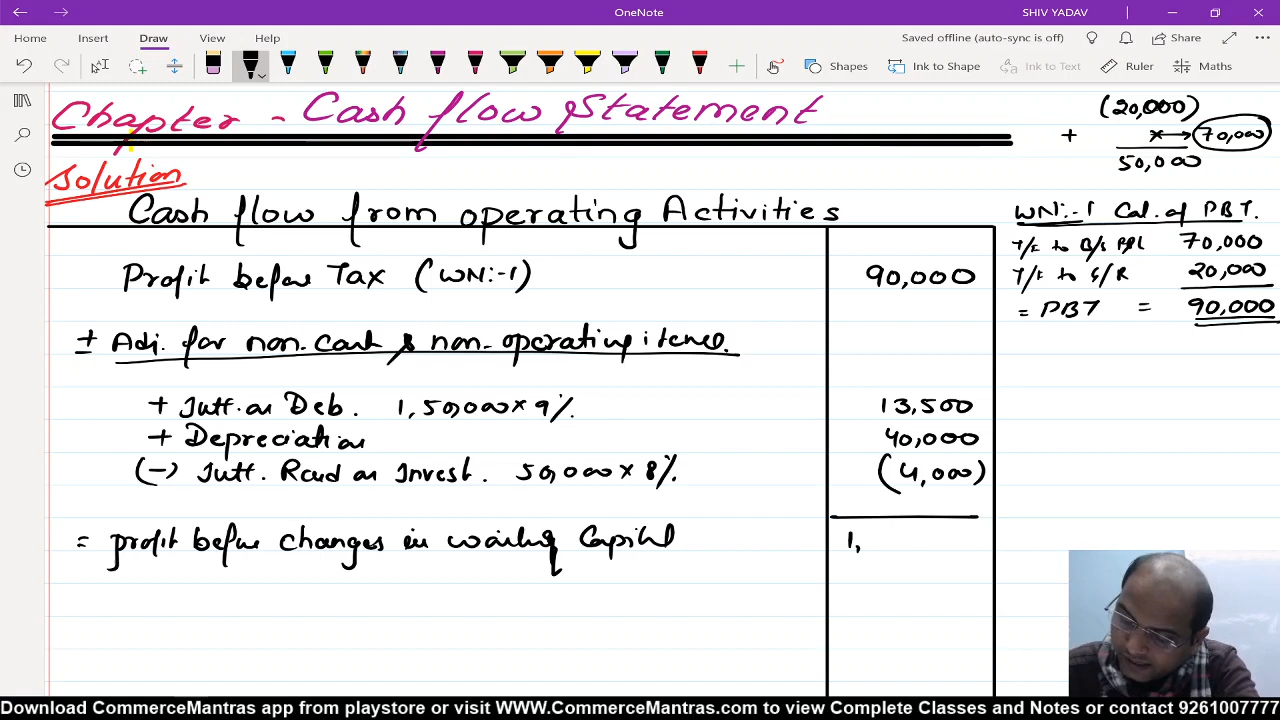 OneNote
SHIV YADAV
Home Insert Draw View Help
Saved offline (auto-sync is off)
Share
Shapes
Ink to Shape
Ink to Text
Ruler
Maths
Chapter - Cash flow Statement
(20,000)
+ x → 70,000
50,000
Solution
Cash flow from operating Activities
Profit before Tax (WN:-1) 90,000
± Adj. for non-cash & non-operating items.
+ Intt. on Deb. 1,50,000 x 9% 13,500
+ Depreciation 40,000
(-) Intt. Recd on Invest. 50,000 x 8% (4,000)
= profit before changes in working Capital 1,
WN:-1 Cal. of PBT.
T/f to B/S 70,000
T/f to G/R 20,000
= PBT = 90,000
Download CommerceMantras app from playstore or visit WWW.CommerceMantras.com to view Complete Classes and Notes or contact 9261007777